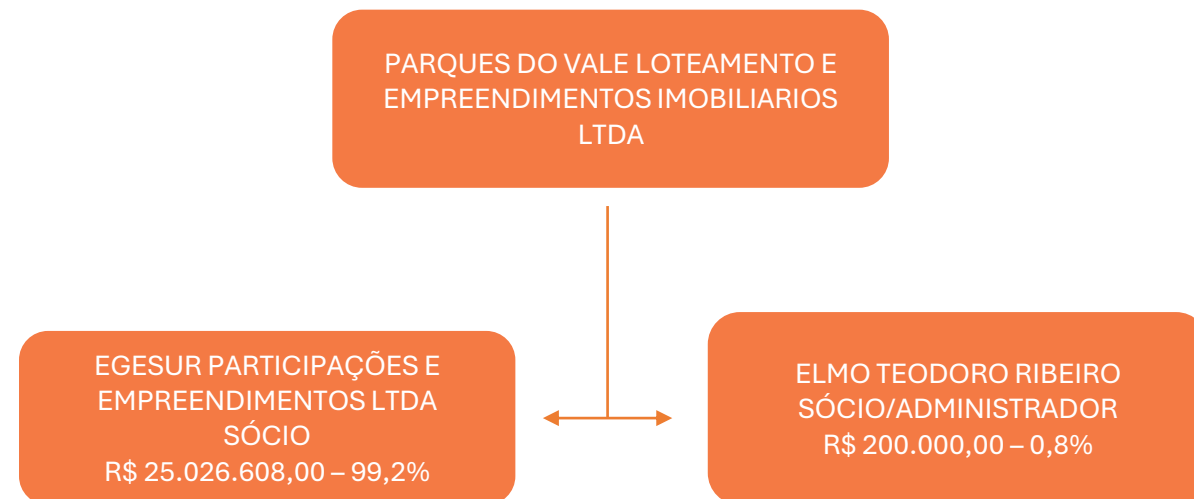 PARQUES DO VALE LOTEAMENTO E
EMPREENDIMENTOS IMOBILIARIOS
LTDA
EGESUR PARTICIPAÇÕES E
EMPREENDIMENTOS LTDA
SÓCIO
R$ 25.026.608,00 – 99,2%
ELMO TEODORO RIBEIRO
SÓCIO/ADMINISTRADOR
R$ 200.000,00 – 0,8%